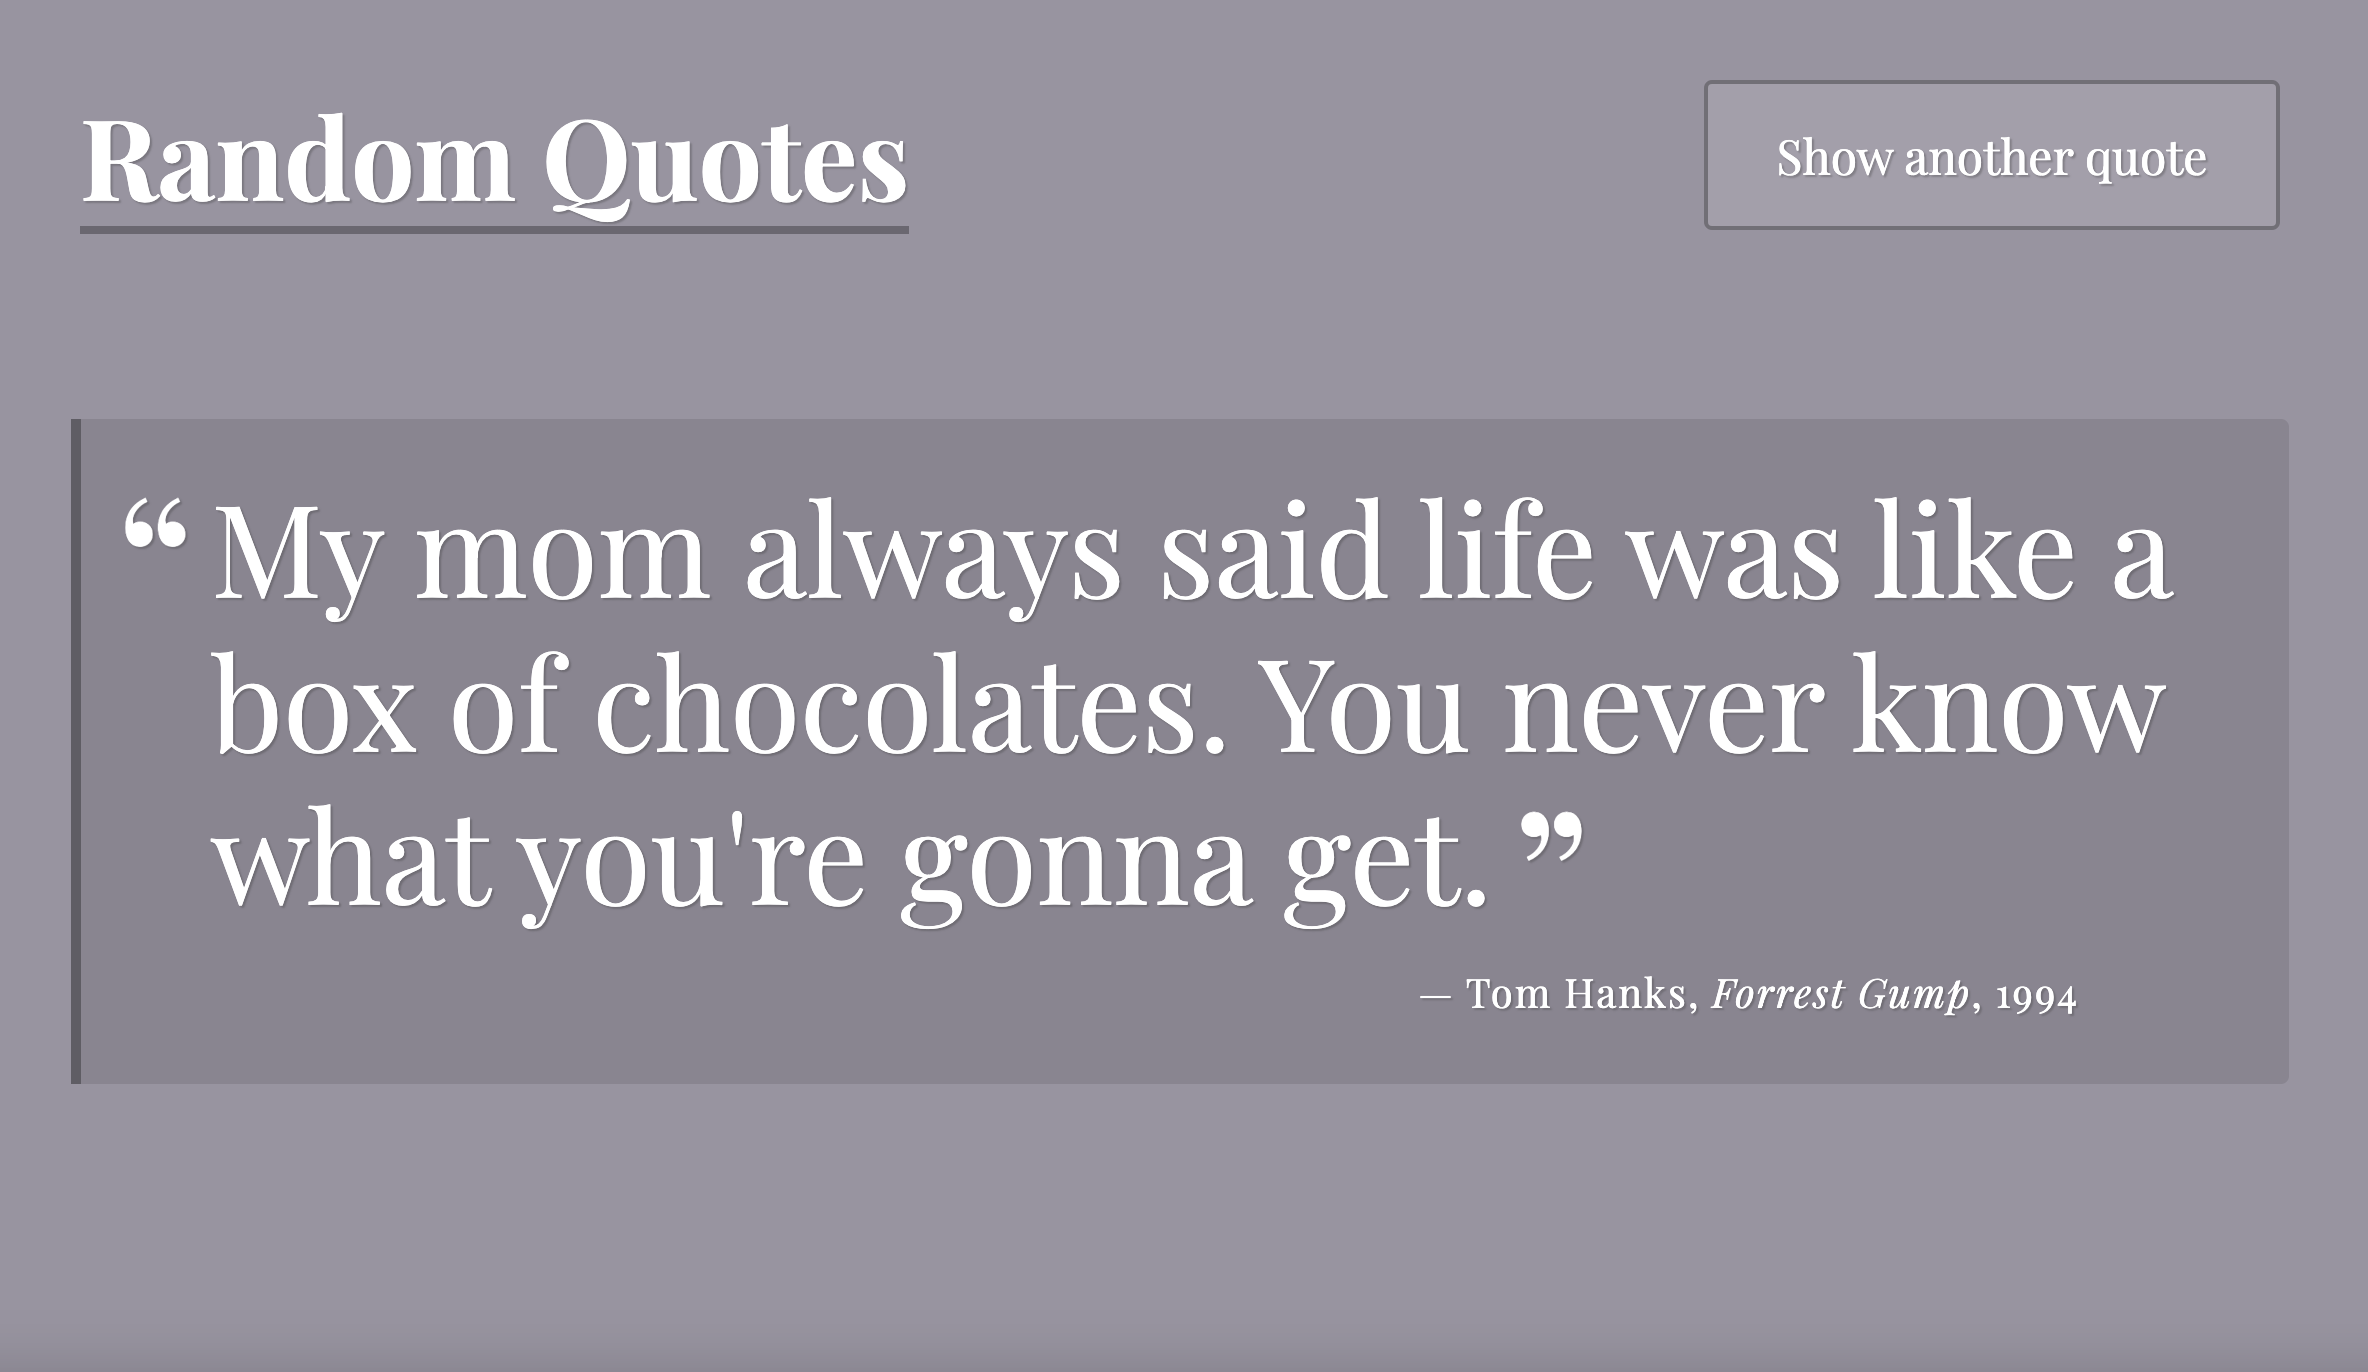 Random Quotes
Show another quote
“ My mom always said life was like a
box of chocolates. You never know
what you're gonna get. ”
— Tom Hanks, Forrest Gump, 1994